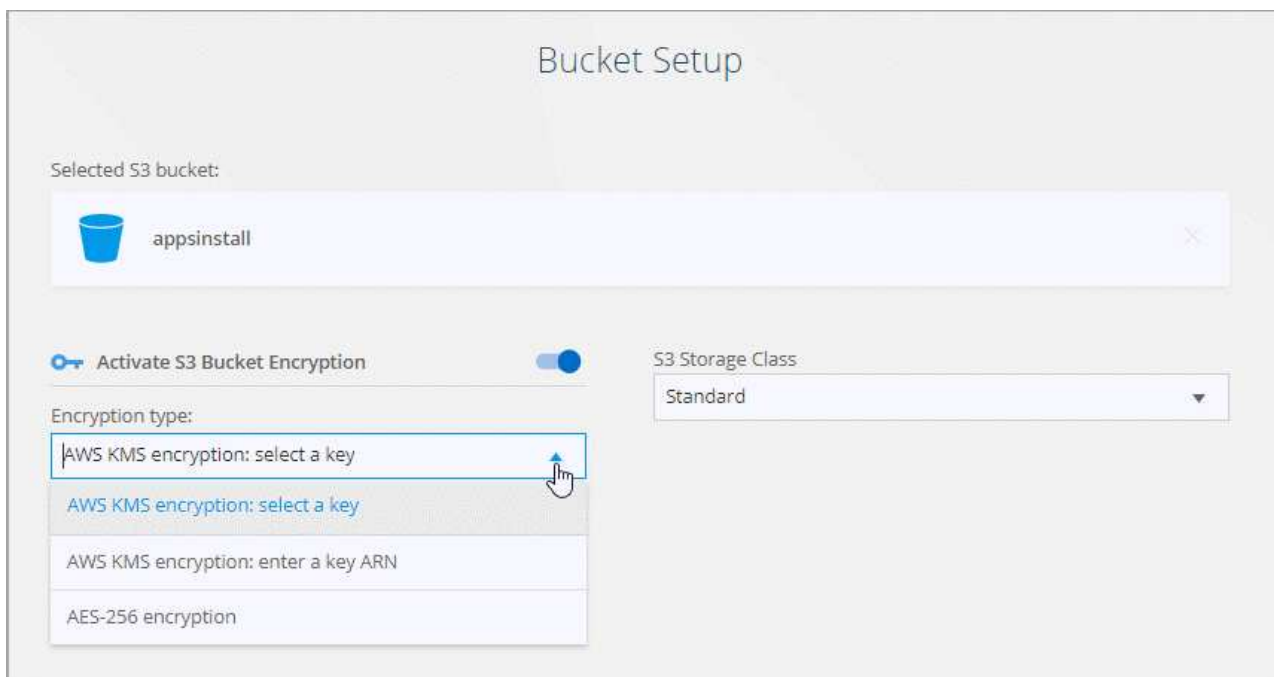 Bucket Setup
Selected S3 bucket:
appsinstall
Activate S3 Bucket Encryption
S3 Storage Class
Standard
Encryption type:
AWS KMS encryption: select a key
AWS KMS encryption: select a key
AWS KMS encryption: enter a key ARN
AES-256 encryption